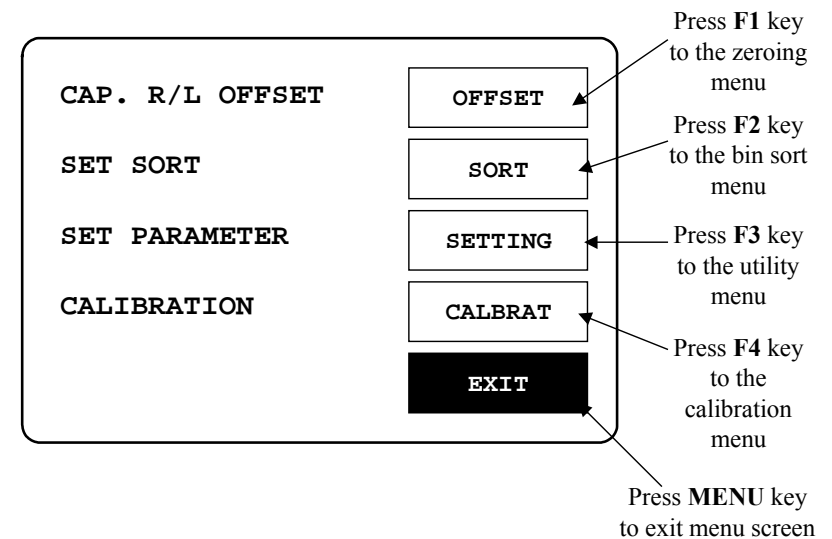 CAP. R/L OFFSET
OFFSET
SET SORT
SORT
SET PARAMETER
SETTING
CALIBRATION
CALBRAT
EXIT
Press F1 key
to the zeroing
menu
Press F2 key
to the bin sort
menu
Press F3 key
to the utility
menu
Press F4 key
to the
calibration
menu
Press MENU key
to exit menu screen